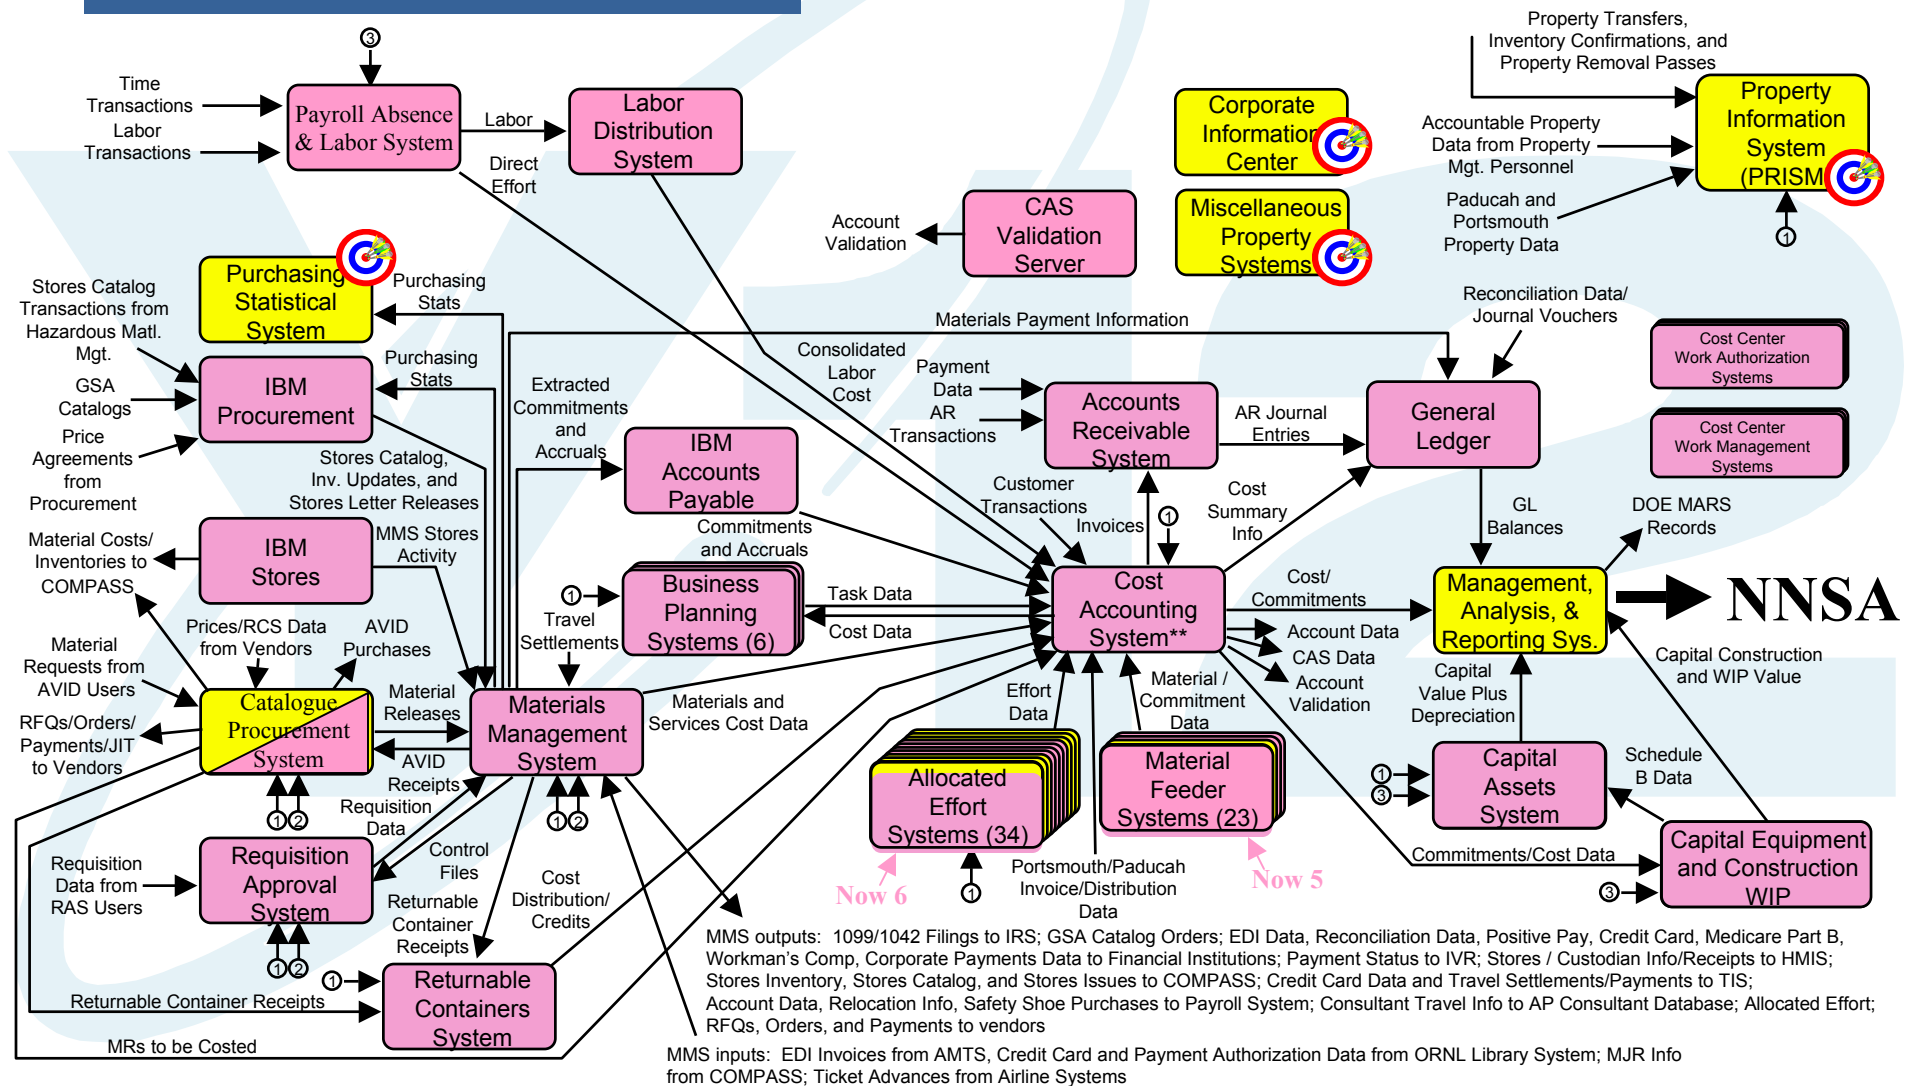 Property Transfers,
Inventory Confirmations, and
Property Removal Passes
3
Time
Transactions
Labor
Transactions
Payroll Absence
& Labor System
Labor
Direct
Effort
Labor
Distribution
System
Corporate
Information
Center
Accountable Property
Data from Property
Mgt. Personnel
Paducah and
Portsmouth
Property Data
Property
Information
System
(PRISM
1
Account
Validation
CAS
Validation
Server
Miscellaneous
Property
Systems
Purchasing
Statistical
System
Purchasing
Stats
Stores Catalog
Transactions from
Hazardous Matl.
Mgt.
GSA
Catalogs
Price
Agreements
from
Procurement
IBM
Procurement
Purchasing
Stats
Materials Payment Information
Reconciliation Data/
Journal Vouchers
Cost Center
Work Authorization
Systems
Cost Center
Work Management
Systems
Extracted
Commitments
and
Accruals
Consolidated
Labor
Cost
Payment
Data
AR
Transactions
Accounts
Receivable
System
AR Journal
Entries
General
Ledger
Stores Catalog,
Inv. Updates, and
Stores Letter Releases
IBM
Accounts
Payable
Commitments
and Accruals
Customer
Transactions
Invoices
1
Cost
Summary
Info
GL
Balances
DOE MARS
Records
Material Costs/
Inventories to
COMPASS
IBM
Stores
MMS Stores
Activity
1
Travel
Settlements
Business
Planning
Systems (6)
Task Data
Cost Data
Cost
Accounting
System**
Cost/
Commitments
Account Data
CAS Data
Account
Validation
Management,
Analysis, &
Reporting Sys.
NNSA
Material
Requests from
AVID Users
Prices/RCS Data
from Vendors
AVID
Purchases
RFQs/Orders/
Payments/JIT
to Vendors
Catalogue
Procurement
System
Material
Releases
AVID
Receipts
1 2
Materials
Management
System
1 2
Materials and
Services Cost Data
Effort
Data
Material /
Commitment
Data
Capital
Value Plus
Depreciation
Capital Construction
and WIP Value
Allocated
Effort
Systems (34)
Now 6
1
Material
Feeder
Systems (23)
Now 5
Portsmouth/Paducah
Invoice/Distribution
Data
1
3
Capital
Assets
System
Schedule
B Data
Commitments/Cost Data
3
Capital Equipment
and Construction
WIP
Requisition
Data
Requisition
Data from
RAS Users
Requisition
Approval
System
1 2
Control
Files
Returnable
Container
Receipts
Cost
Distribution/
Credits
1
Returnable Container Receipts
Returnable
Containers
System
MRs to be Costed
MMS outputs: 1099/1042 Filings to IRS; GSA Catalog Orders; EDI Data, Reconciliation Data, Positive Pay, Credit Card, Medicare Part B,
Workman's Comp, Corporate Payments Data to Financial Institutions; Payment Status to IVR; Stores / Custodian Info/Receipts to HMIS;
Stores Inventory, Stores Catalog, and Stores Issues to COMPASS; Credit Card Data and Travel Settlements/Payments to TIS;
Account Data, Relocation Info, Safety Shoe Purchases to Payroll System; Consultant Travel Info to AP Consultant Database; Allocated Effort;
RFQs, Orders, and Payments to vendors
MMS inputs: EDI Invoices from AMTS, Credit Card and Payment Authorization Data from ORNL Library System; MJR Info
from COMPASS; Ticket Advances from Airline Systems